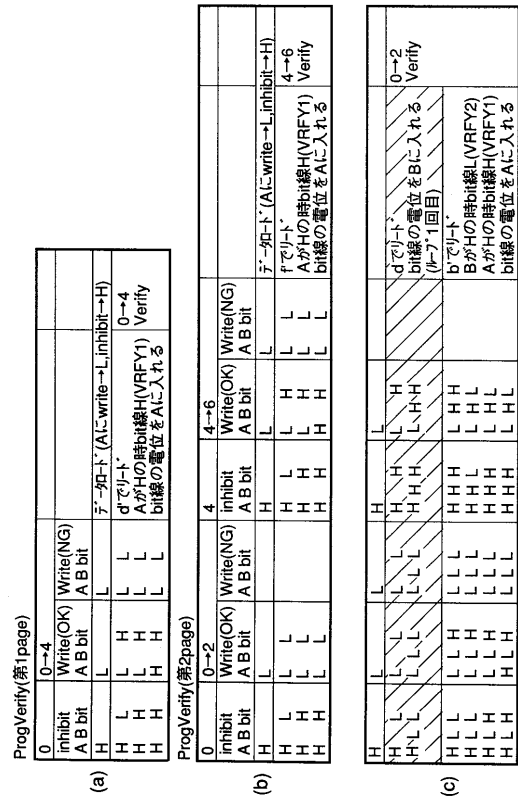 ProgVerify(第1page)
0 0→4
inhibit Write(OK) Write(NG)
A B bit A B bit A B bit
H L L データロード(Aにwrite→L,inhibit→H)
H L L H L L d'でリード 0→4
H H L H L L AがHの時bit線H(VRFY1) Verify
H H H H L L bit線の電位をAに入れる
(a)
ProgVerify(第2page)
0 0→2 4 4→6
inhibit Write(OK) Write(NG) inhibit Write(OK) Write(NG)
A B bit A B bit A B bit A B bit A B bit A B bit
H L H L L データロード(Aにwrite→L,inhibit→H)
H L L L H L L H L L f'でリード 4→6
H H L L H H L H L L AがHの時bit線H(VRFY1) Verify
H H L L H H H H L L bit線の電位をAに入れる
(b)
H L L H L
H L L L L L H H L H dでリード 0→2
H L L L L L L L L H H H L H H bit線の電位をBに入れる Verify
(ループ1回目)
H L L L L H L L L H H H L H H b'でリード
H L L L L H L L L H H L L H L BがHの時bit線L(VRFY2)
H L H L L H L L L H H H L H L AがHの時bit線H(VRFY1)
H L H H L H L L L H H H L H L bit線の電位をAに入れる
(c)